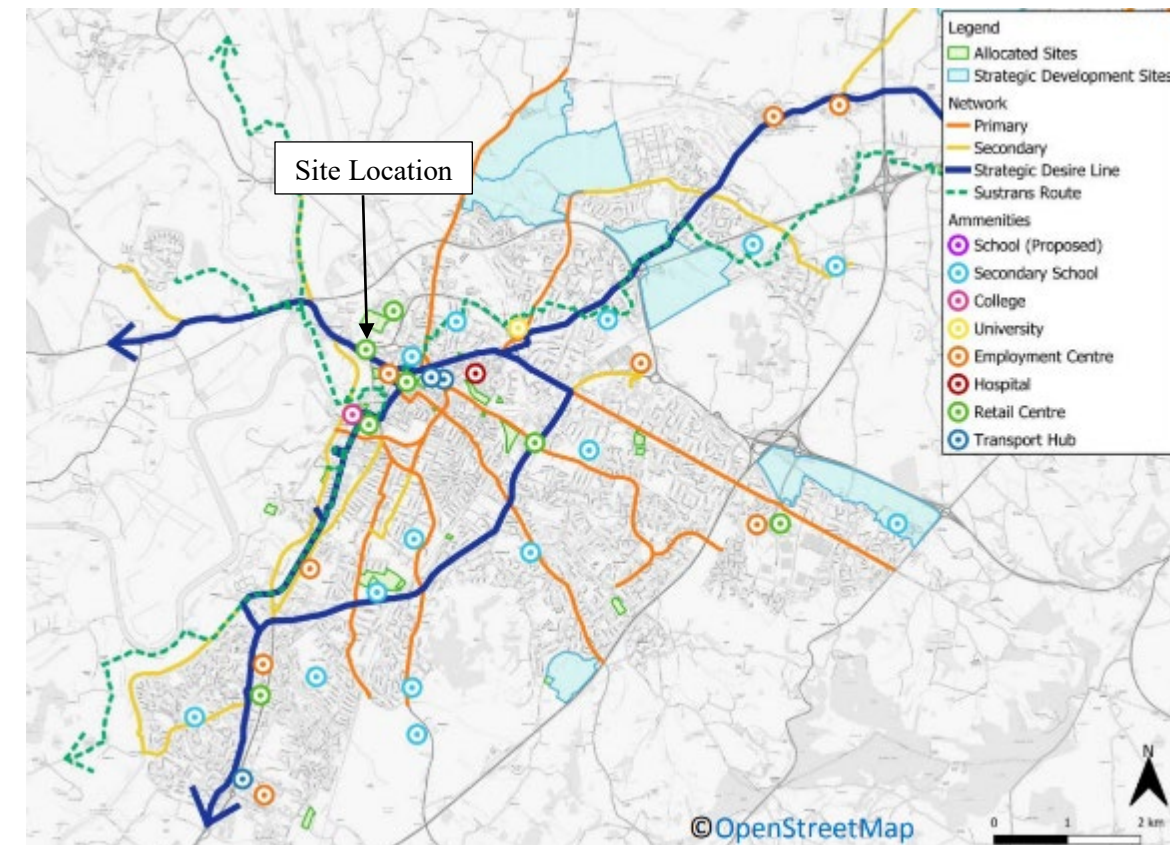 Site Location
Legend
Allocated Sites
Strategic Development Sites
Network
Primary
Secondary
Strategic Desire Line
Sustrans Route
Ammenities
School (Proposed)
Secondary School
College
University
Employment Centre
Hospital
Retail Centre
Transport Hub
N
0 1 2 km
©OpenStreetMap